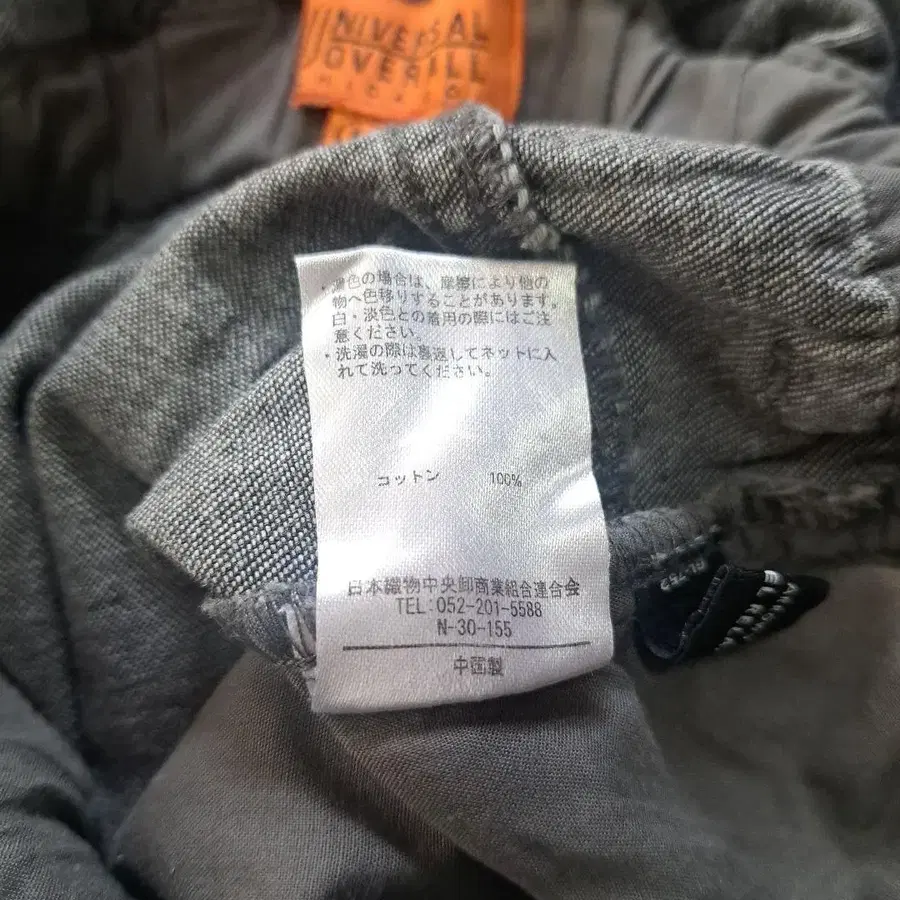 UNIVERSAL
OVERALL
・濃色の場合は、摩擦により他の
物へ色移りすることがあります。
白・淡色との着用の際にはご注
意ください。
・洗濯の際は裏返してネットに入
れて洗ってください。
コットン 100%
日本織物中央卸商業組合連合会
TEL:052-201-5588
N-30-155
中国製